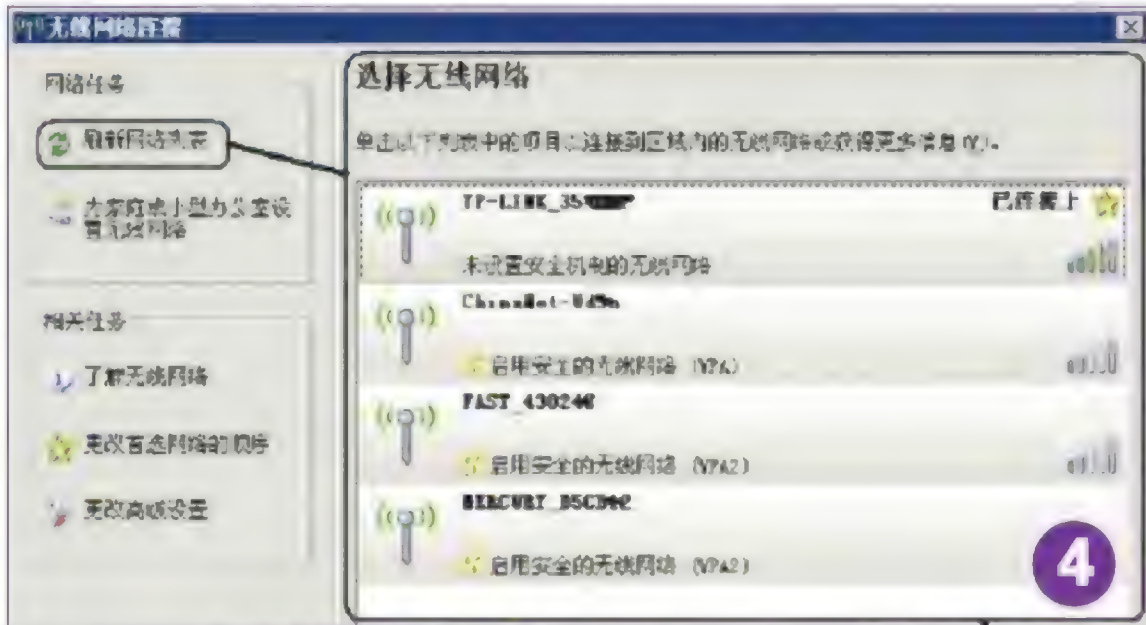 无线网络连接
网络任务
刷新网络列表
为家庭或小型办公室设
置无线网络
相关任务
了解无线网络
更改首选网络的顺序
更改高级设置
选择无线网络
单击以下列表中的项目以连接到区域内的无线网络或获得更多信息(W)。
TP-LINK_35
已连接上
未设置安全机制的无线网络
启用安全的无线网络 (WPA)
FAST_430246
启用安全的无线网络 (WPA2)
启用安全的无线网络 (WPA2)
4